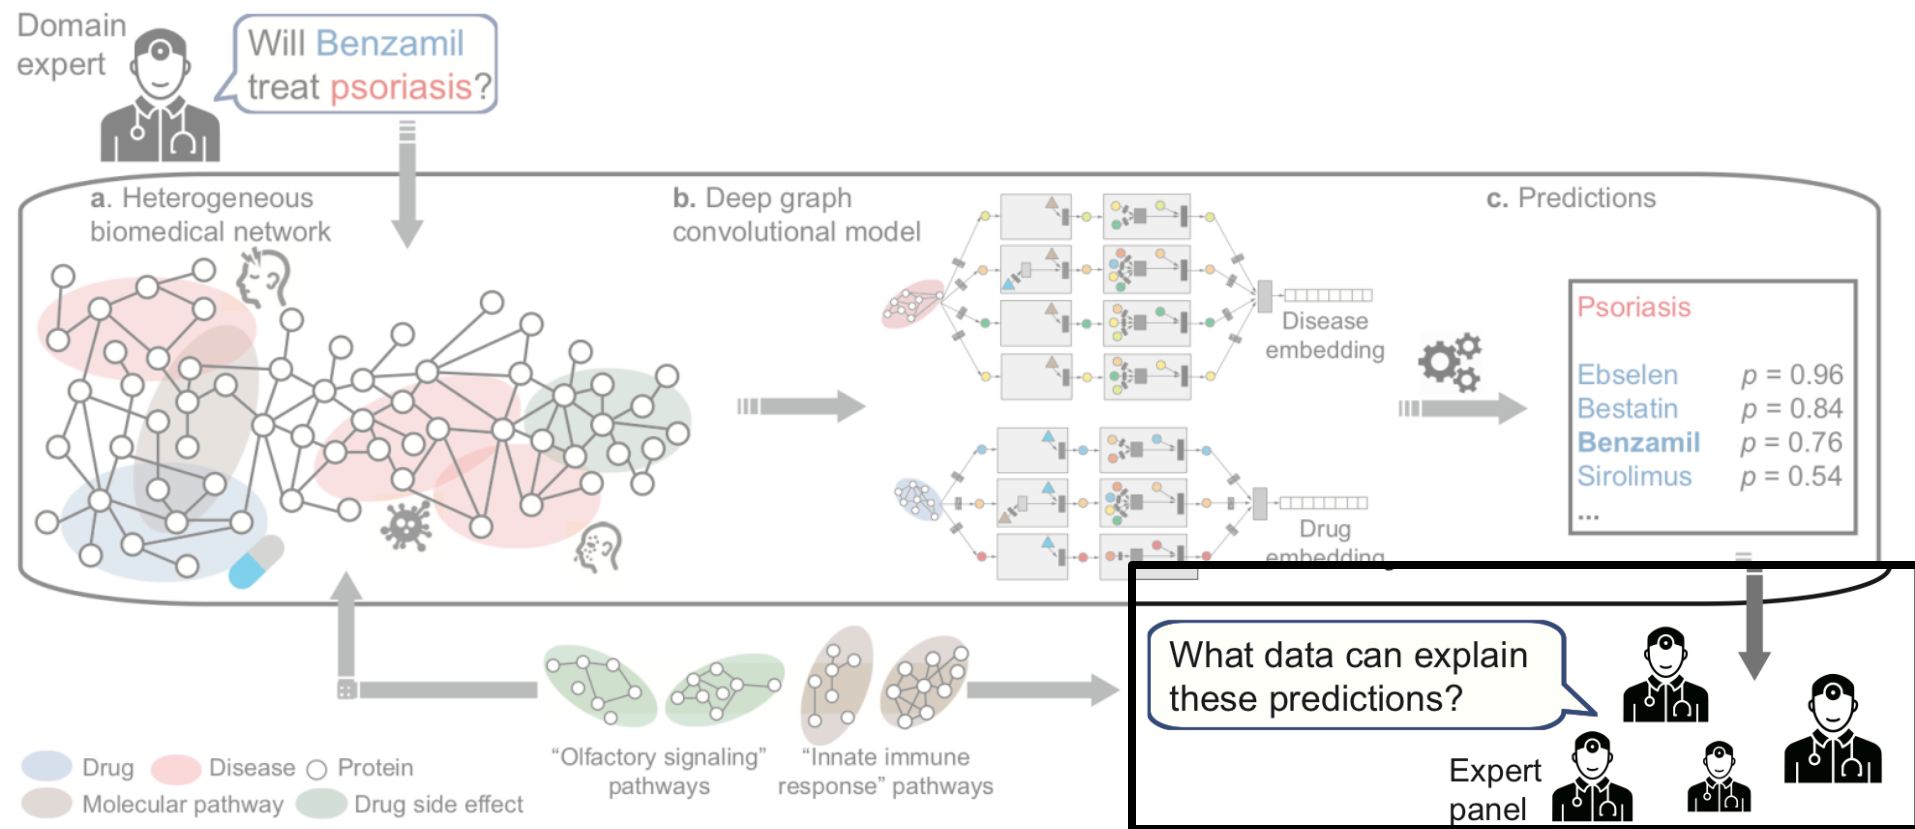 Domain
expert
Will Benzamil
treat psoriasis?
a. Heterogeneous
biomedical network
b. Deep graph
convolutional model
c. Predictions
Disease
embedding
Drug
embedding
Psoriasis
Ebselen p = 0.96
Bestatin p = 0.84
Benzamil p = 0.76
Sirolimus p = 0.54
...
What data can explain
these predictions?
Expert
panel
“Olfactory signaling”
pathways
“Innate immune
response” pathways
Drug Disease Protein
Molecular pathway Drug side effect